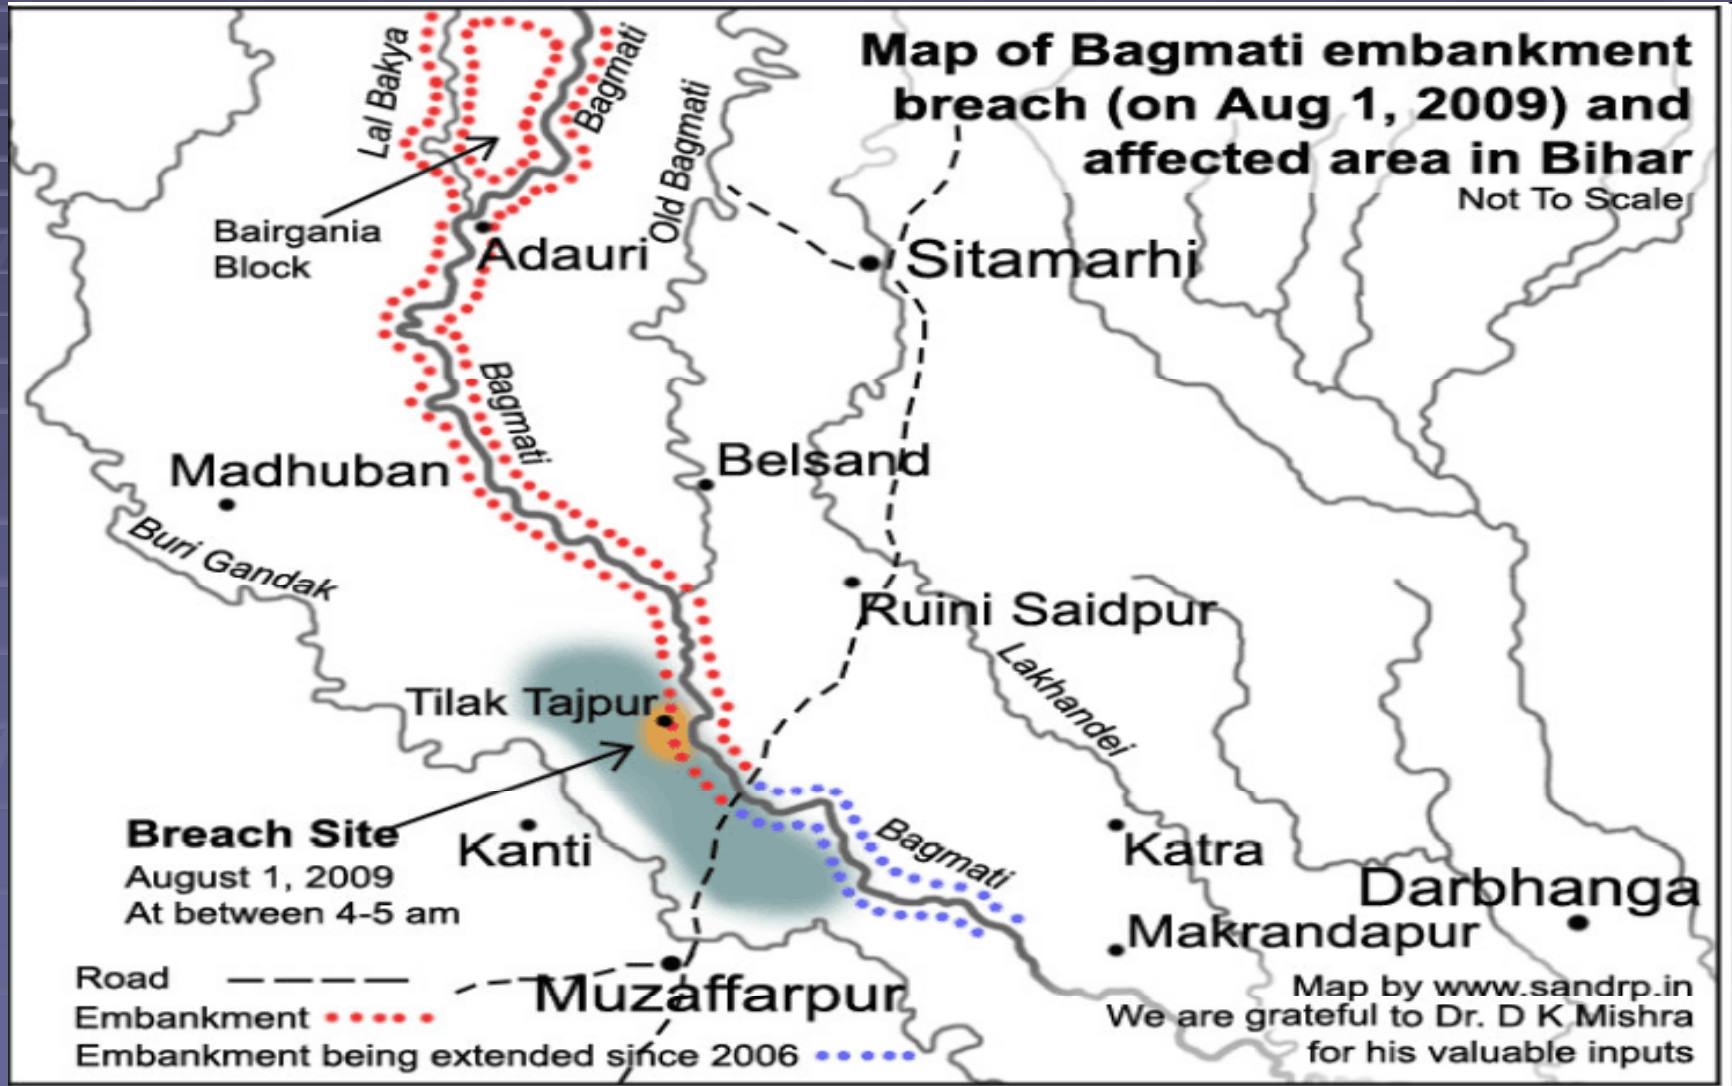 Map of Bagmati embankment
breach (on Aug 1, 2009) and
affected area in Bihar
Not To Scale
Lal Bakya
Bagmati
Old Bagmati
Bairgania
Block
Adauri
Sitamarhi
Bagmati
Madhuban
Belsand
Buri Gandak
Ruini Saidpur
Lakhandei
Tilak Tajpur
Breach Site
August 1, 2009
At between 4-5 am
Kanti
Bagmati
Katra
Darbhanga
Makrandapur
Muzaffarpur
Road
Embankment
Embankment being extended since 2006
Map by www.sandrp.in
We are grateful to Dr. D K Mishra
for his valuable inputs